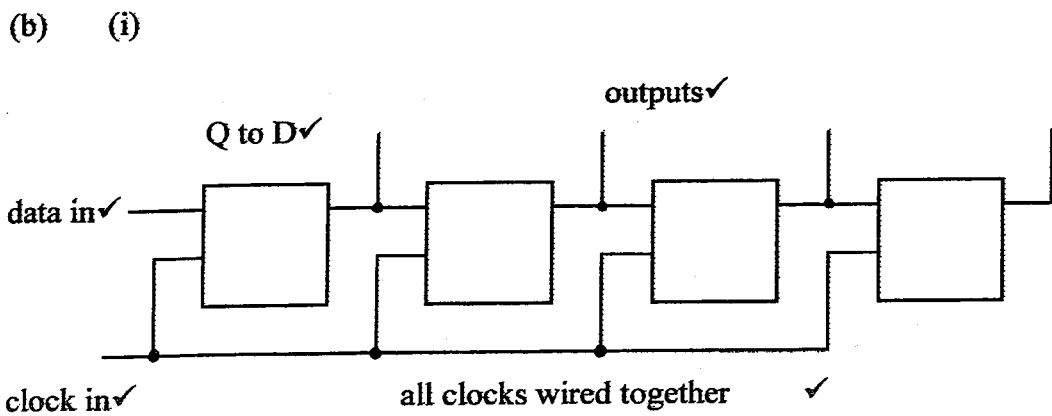 (b) (i)
outputs✓
Q to D✓
data in✓
clock in✓ all clocks wired together ✓